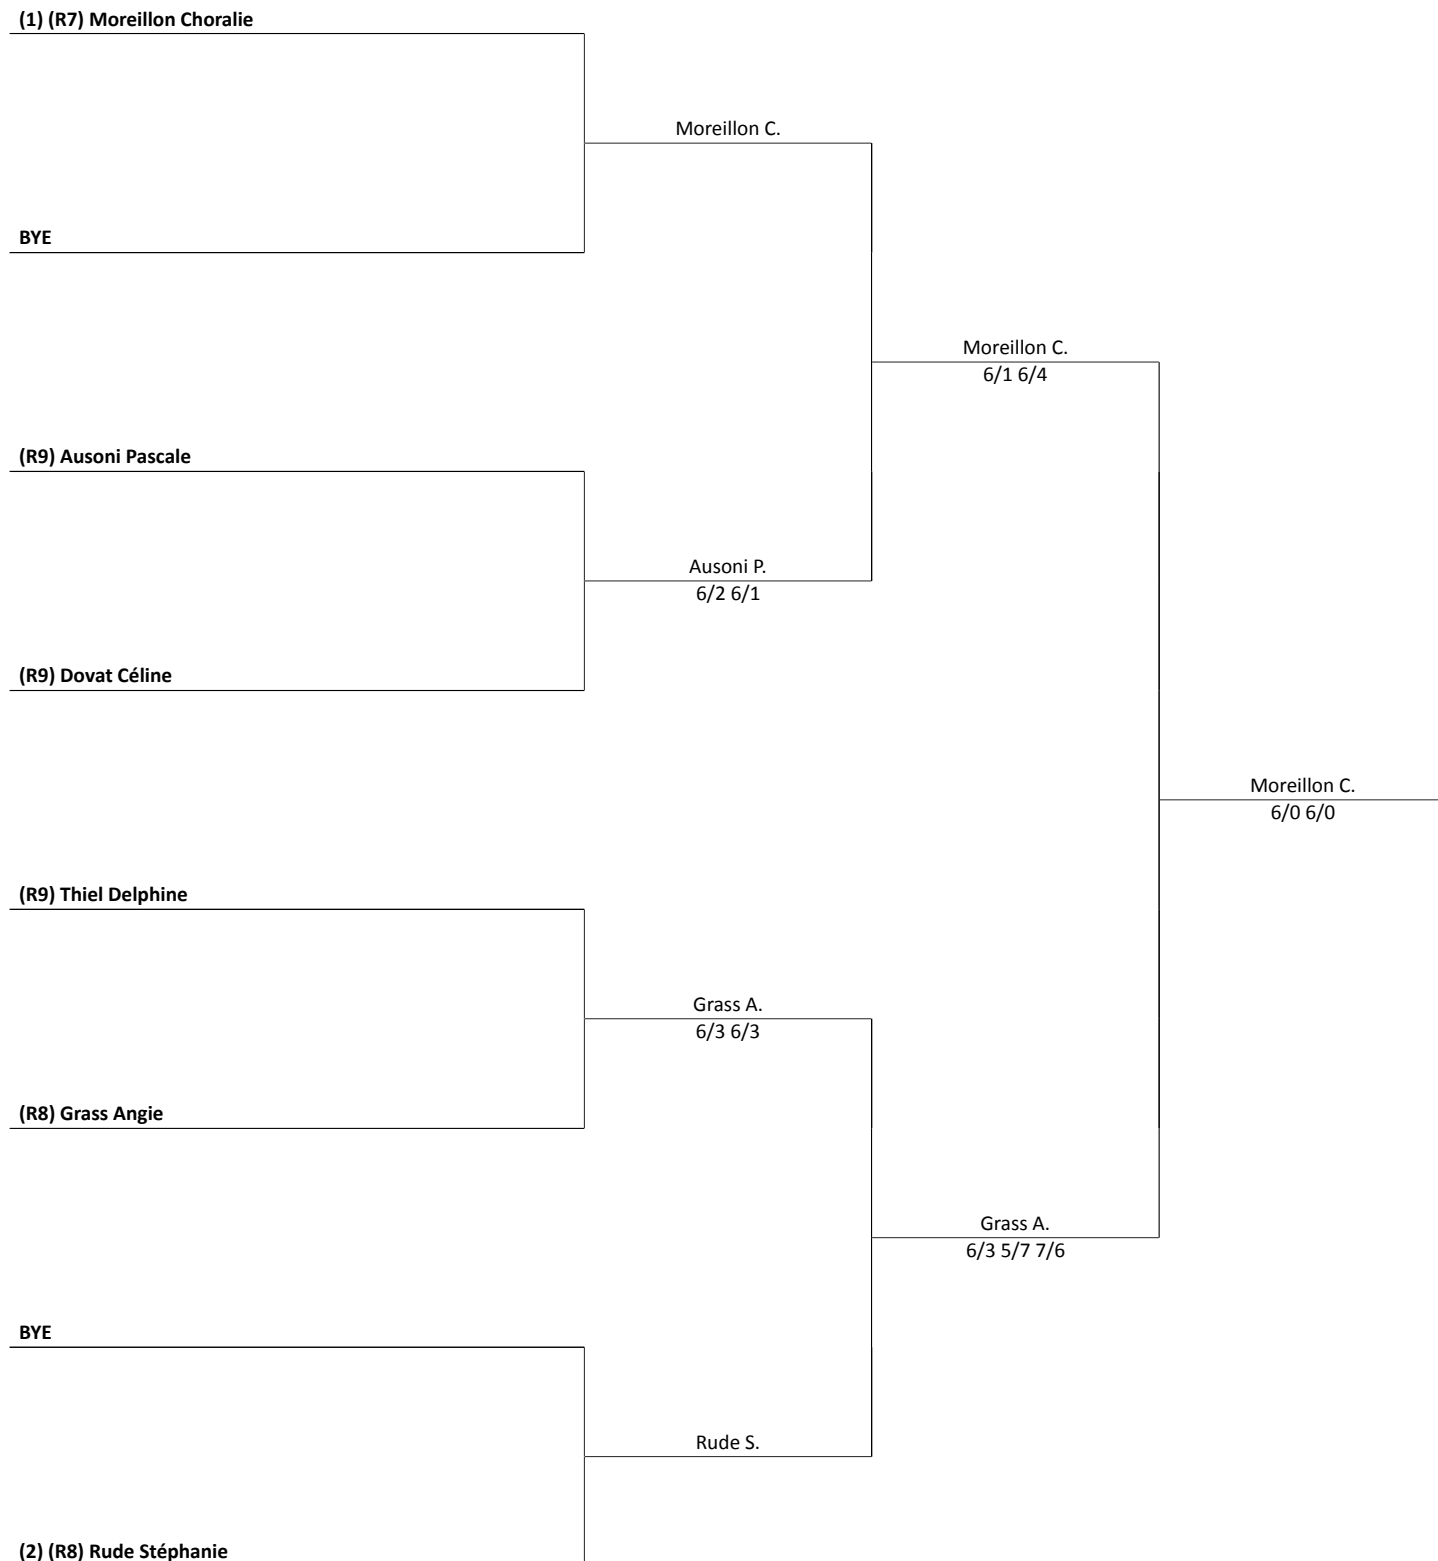 (1) (R7) Moreillon Choralie
Moreillon C.
BYE
Moreillon C.
6/1 6/4
(R9) Ausoni Pascale
Ausoni P.
6/2 6/1
(R9) Dovat Céline
Moreillon C.
6/0 6/0
(R9) Thiel Delphine
Grass A.
6/3 6/3
(R8) Grass Angie
Grass A.
6/3 5/7 7/6
BYE
Rude S.
(2) (R8) Rude Stéphanie